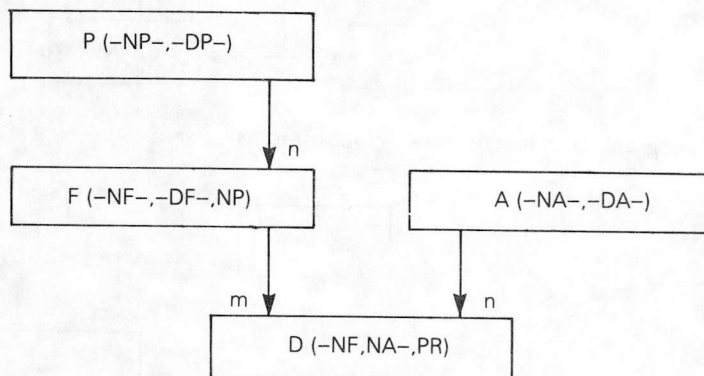 P (–NP–,–DP–)
n
F (–NF–,–DF–,NP)
A (–NA–,–DA–)
m
n
D (–NF,NA–,PR)